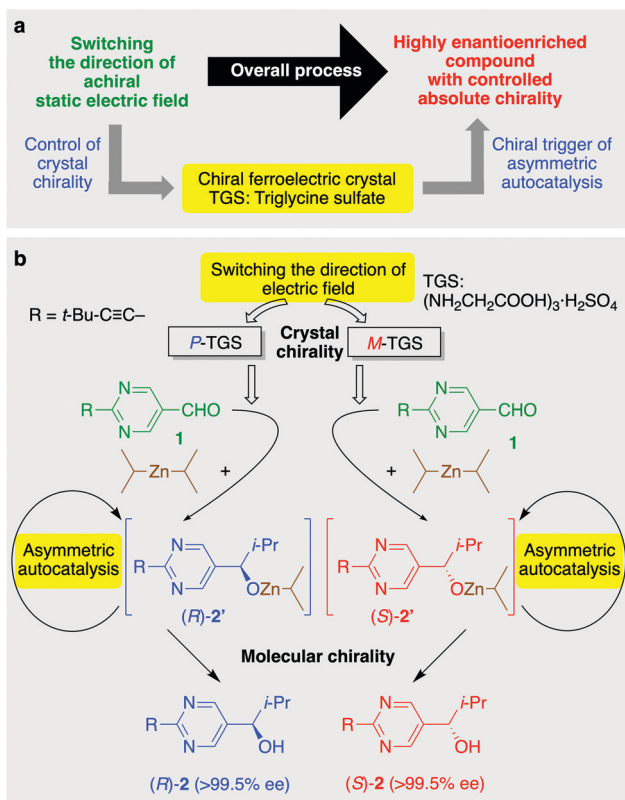 a
Switching
the direction of
achiral
static electric field
Overall process
Highly enantioenriched
compound
with controlled
absolute chirality
Control of
crystal
chirality
Chiral ferroelectric crystal
TGS: Triglycine sulfate
Chiral trigger of
asymmetric
autocatalysis
b
Switching the direction of
electric field
TGS:
(NH₂CH₂COOH)₃·H₂SO₄
R = t-Bu-C≡C–
P-TGS
Crystal
chirality
M-TGS
N
R
CHO
N
1
Zn
+
N
R
CHO
N
1
+
Zn
Asymmetric
autocatalysis
N
i-Pr
R
N
OZn
(R)-2'
N
i-Pr
R
N
OZn
(S)-2'
Asymmetric
autocatalysis
Molecular chirality
N
i-Pr
R
N
OH
(R)-2 (>99.5% ee)
N
i-Pr
R
N
OH
(S)-2 (>99.5% ee)